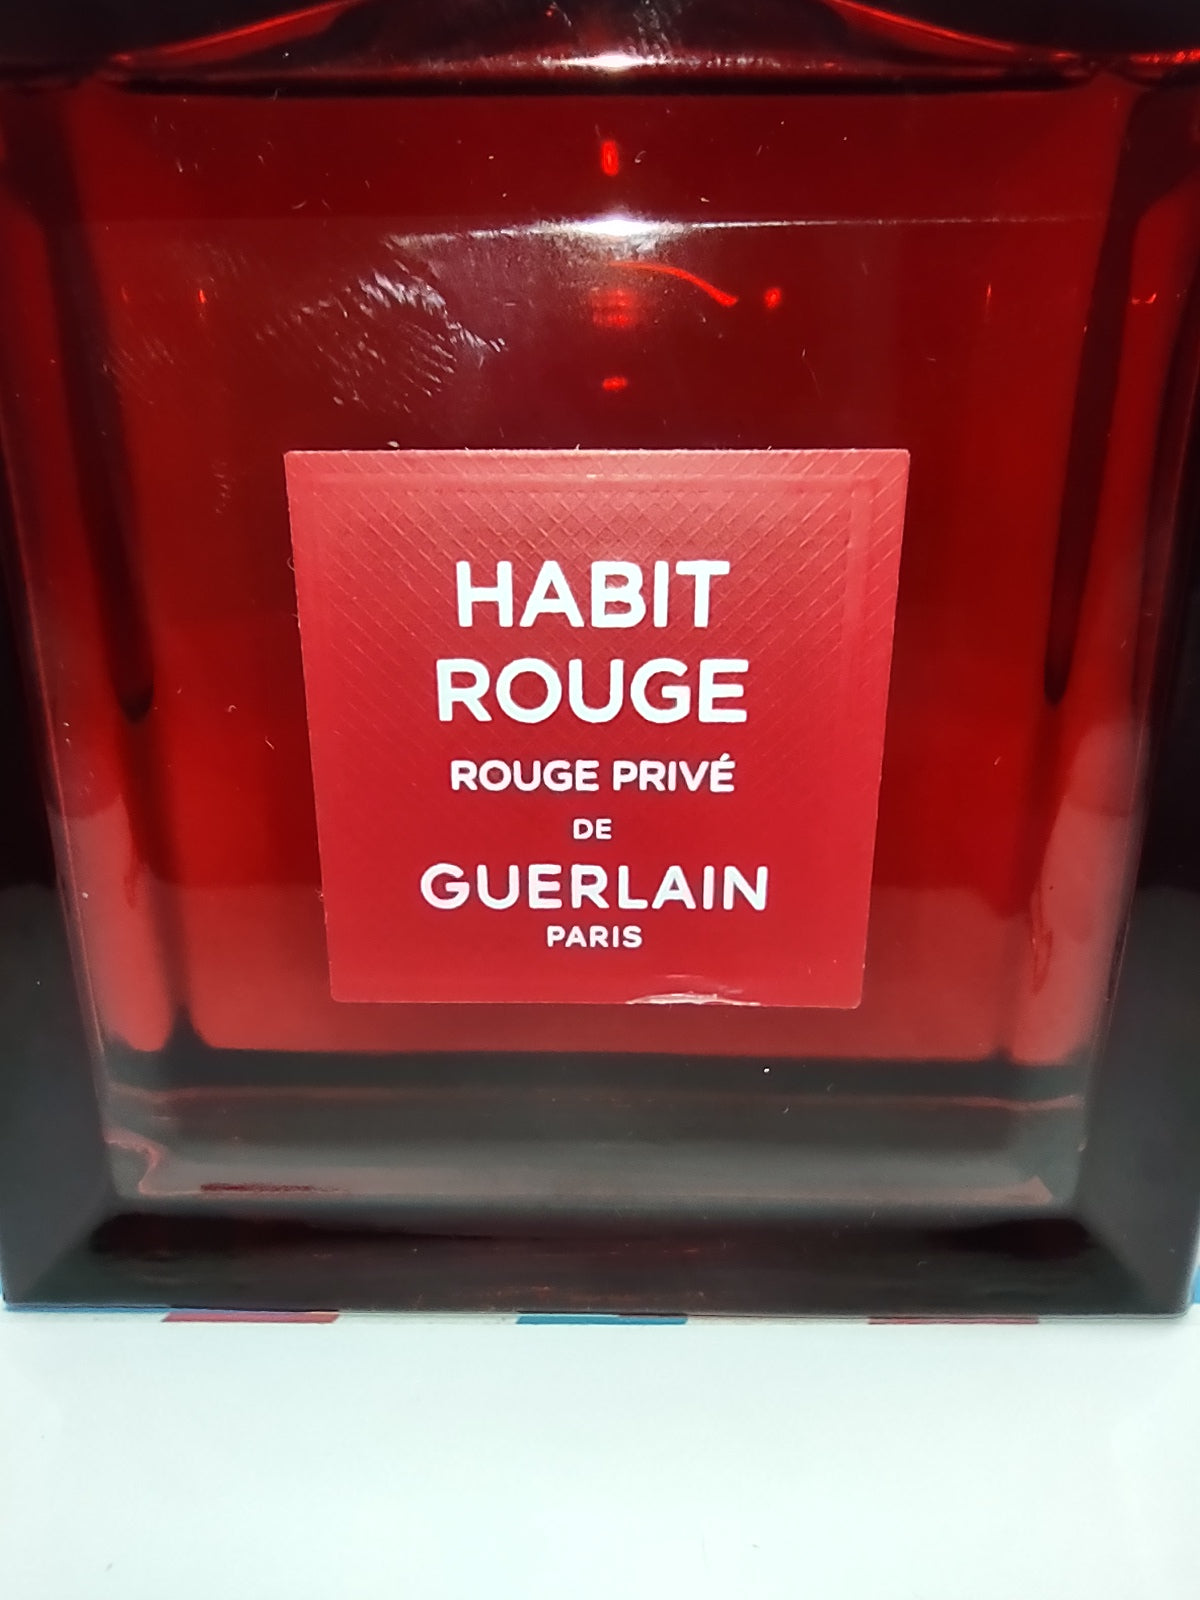 HABIT
ROUGE
ROUGE PRIVÉ
DE
GUERLAIN
PARIS